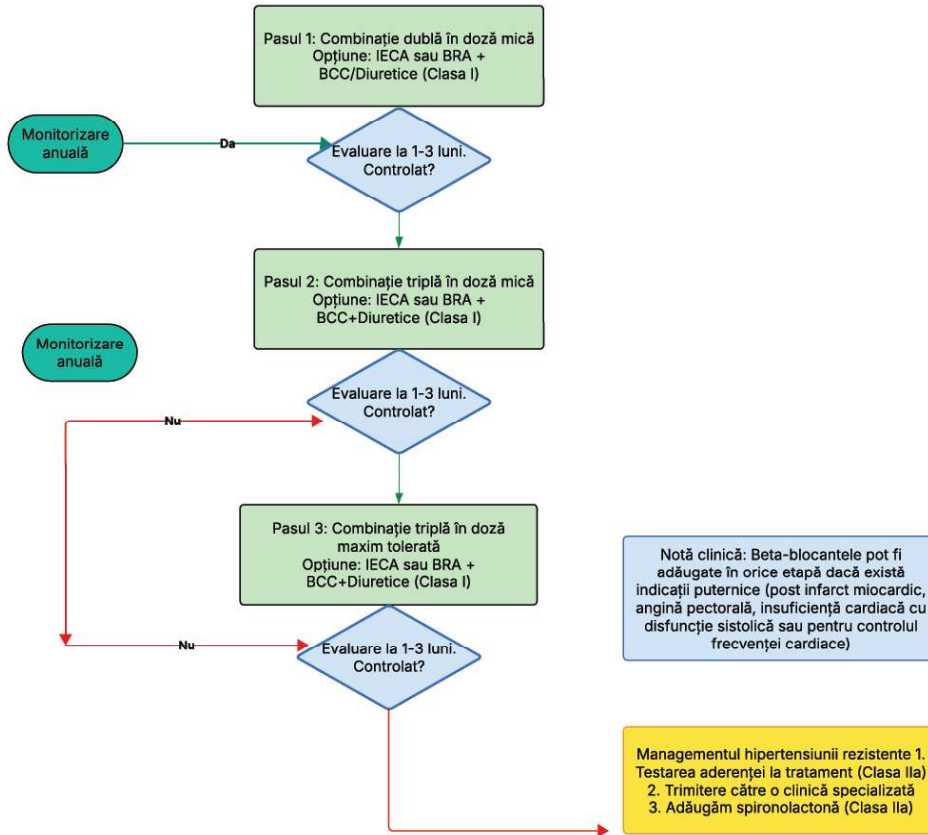 Pasul 1: Combinație dublă în doză mică
Opțiune: IECA sau BRA +
BCC/Diuretice (Clasa I)
Monitorizare
anuală
Da
Evaluare la 1-3 luni.
Controlat?
Pasul 2: Combinație triplă în doză mică
Opțiune: IECA sau BRA +
BCC+Diuretice (Clasa I)
Monitorizare
anuală
Evaluare la 1-3 luni.
Controlat?
Nu
Pasul 3: Combinație triplă în doză
maxim tolerată
Opțiune: IECA sau BRA +
BCC+Diuretice (Clasa I)
Notă clinică: Beta-blocantele pot fi
adăugate în orice etapă dacă există
indicații puternice (post infarct miocardic,
angină pectorală, insuficiență cardiacă cu
disfuncție sistolică sau pentru controlul
frecvenței cardiace)
Nu
Evaluare la 1-3 luni.
Controlat?
Managementul hipertensiunii rezistente 1.
Testarea aderenței la tratament (Clasa IIa)
2. Trimitere către o clinică specializată
3. Adăugăm spironolactonă (Clasa IIa)